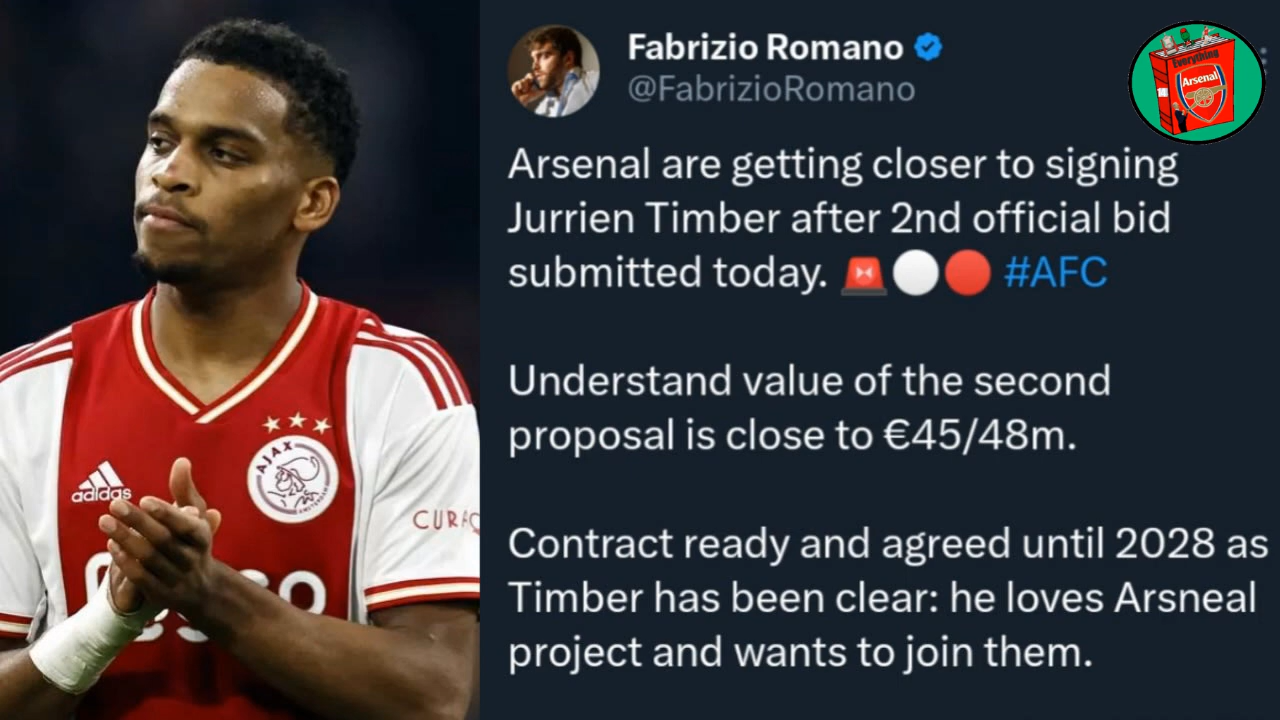 Fabrizio Romano
@FabrizioRomano
Everything
Arsenal
Arsenal are getting closer to signing
Jurrien Timber after 2nd official bid
submitted today. 🚨⚪🔴 #AFC
Understand value of the second
proposal is close to €45/48m.
Contract ready and agreed until 2028 as
Timber has been clear: he loves Arsneal
project and wants to join them.
AJAX
AMSTERDAM
adidas